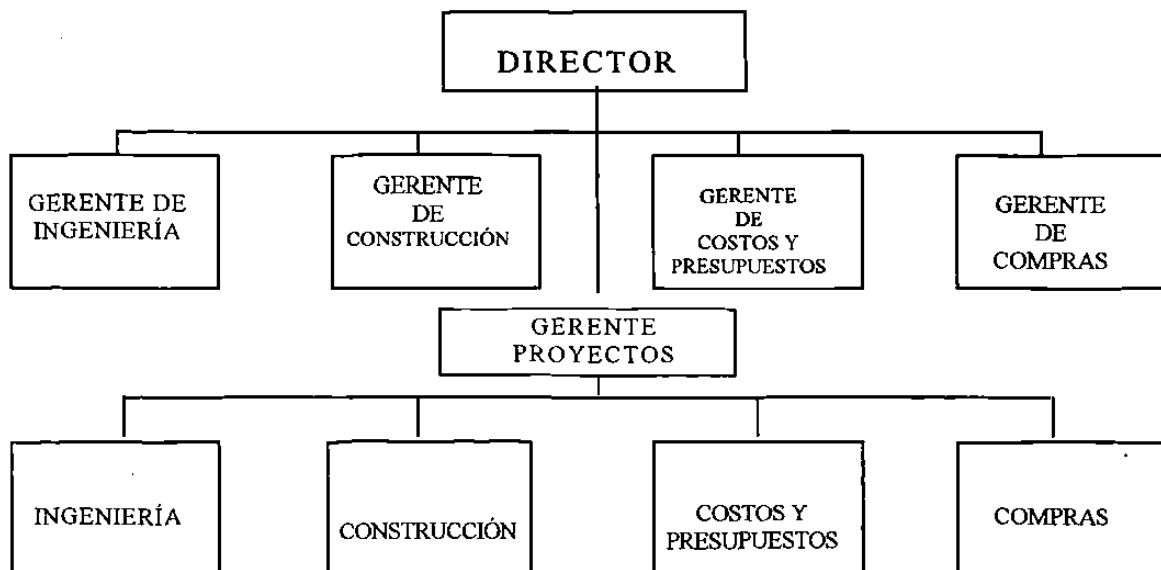 DIRECTOR
GERENTE DE
INGENIERÍA
GERENTE
DE
CONSTRUCCIÓN
GERENTE
DE
COSTOS Y
PRESUPUESTOS
GERENTE
DE
COMPRAS
GERENTE
PROYECTOS
INGENIERÍA
CONSTRUCCIÓN
COSTOS Y
PRESUPUESTOS
COMPRAS